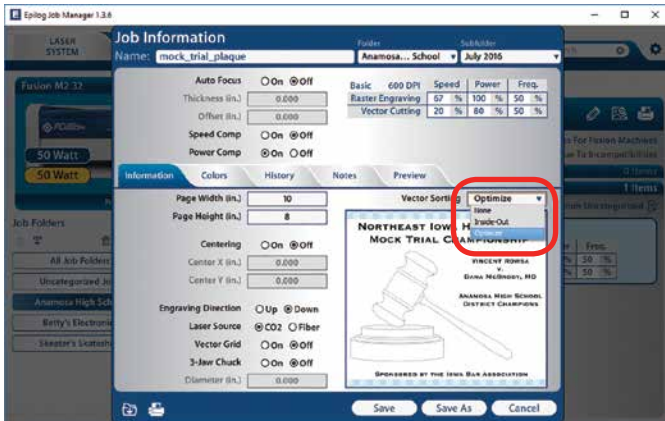 Epilog Job Manager 1.3.6
LASER
SYSTEM
Job Information
Folder
Subfolder
Name: mock_trial_plaque
Anamosa... School
July 2016
Fusion M2 32
50 Watt
50 Watt
Auto Focus On Off
Thickness (in.) 0.000
Offset (in.) 0.000
Speed Comp On Off
Power Comp On Off
Basic 600 DPI Speed Power Freq.
Raster Engraving 67 % 100 % 50 %
Vector Cutting 20 % 80 % 50 %
0 Items
1 Items
Information Colors History Notes Preview
Page Width (in.) 10
Page Height (in.) 8
Centering On Off
Center X (in.) 0.000
Center Y (in.) 0.000
Engraving Direction Up Down
Laser Source CO2 Fiber
Vector Grid On Off
3-Jaw Chuck On Off
Diameter (in.) 0.000
Vector Sorting Optimize
None
Inside-Out
Optimize
NORTHEAST IOWA H
MOCK TRIAL CHAMPIONSHIP
VINCENT ROWSA
V.
DANA MCGRODY, MD
ANAMOSA HIGH SCHOOL
DISTRICT CHAMPIONS
SPONSORED BY THE IOWA BAR ASSOCIATION
Job Folders
All Job Folders
Uncategorized Jo
Anamosa High Sch
Betty's Electronic
Skeeter's Skatesh
Freq.
50 %
50 %
Save Save As Cancel